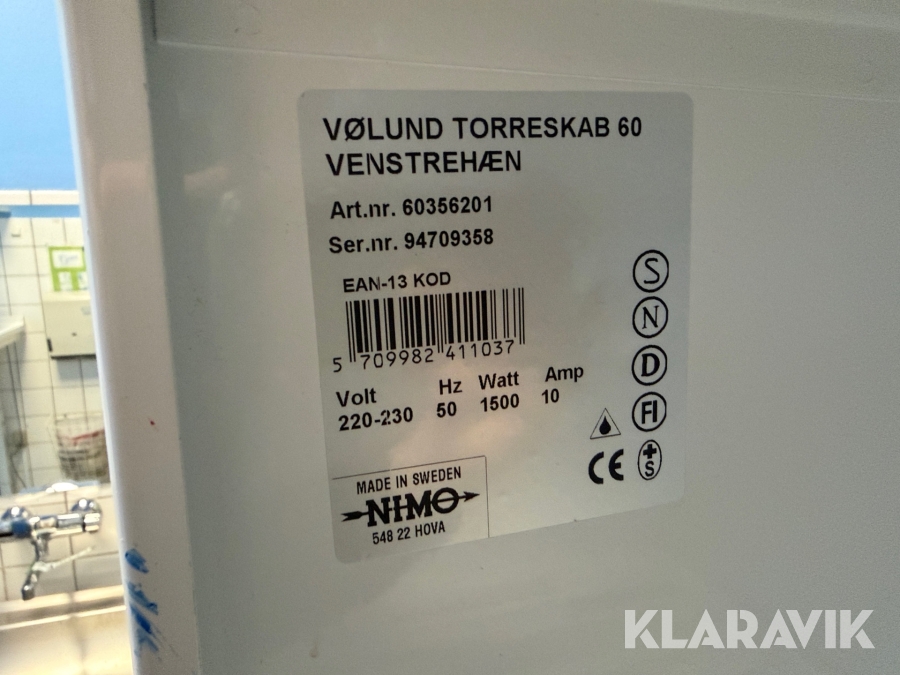 VØLUND TORRESKAB 60
VENSTREHÆN
Art.nr. 60356201
Ser.nr. 94709358
EAN-13 KOD
5 709982 411037
Volt Hz Watt Amp
220-230 50 1500 10
S
N
D
FI
+S
CE
MADE IN SWEDEN
NIMO
548 22 HOVA
KLARAVIK